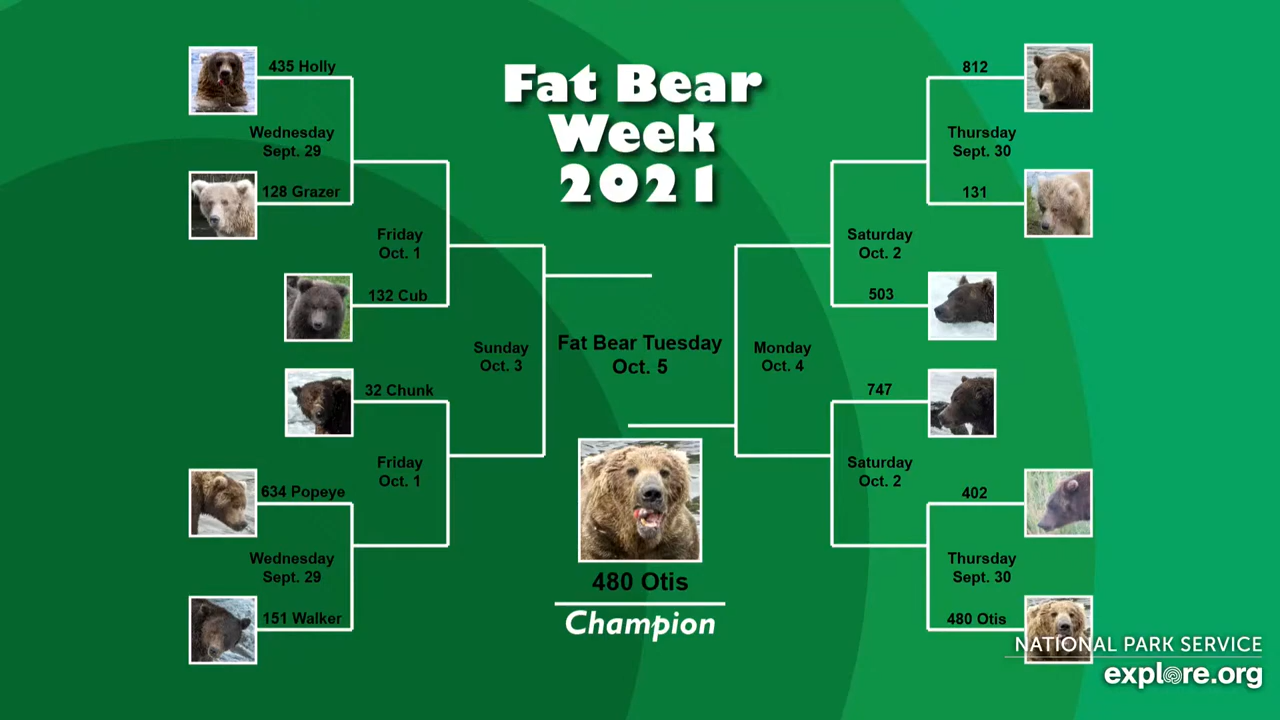 Fat Bear
Week
2021
435 Holly
Wednesday
Sept. 29
128 Grazer
Friday
Oct. 1
132 Cub
Sunday
Oct. 3
32 Chunk
Friday
Oct. 1
634 Popeye
Wednesday
Sept. 29
151 Walker
Fat Bear Tuesday
Oct. 5
480 Otis
Champion
812
Thursday
Sept. 30
131
Saturday
Oct. 2
503
Monday
Oct. 4
747
Saturday
Oct. 2
402
Thursday
Sept. 30
480 Otis
NATIONAL PARK SERVICE
explore.org